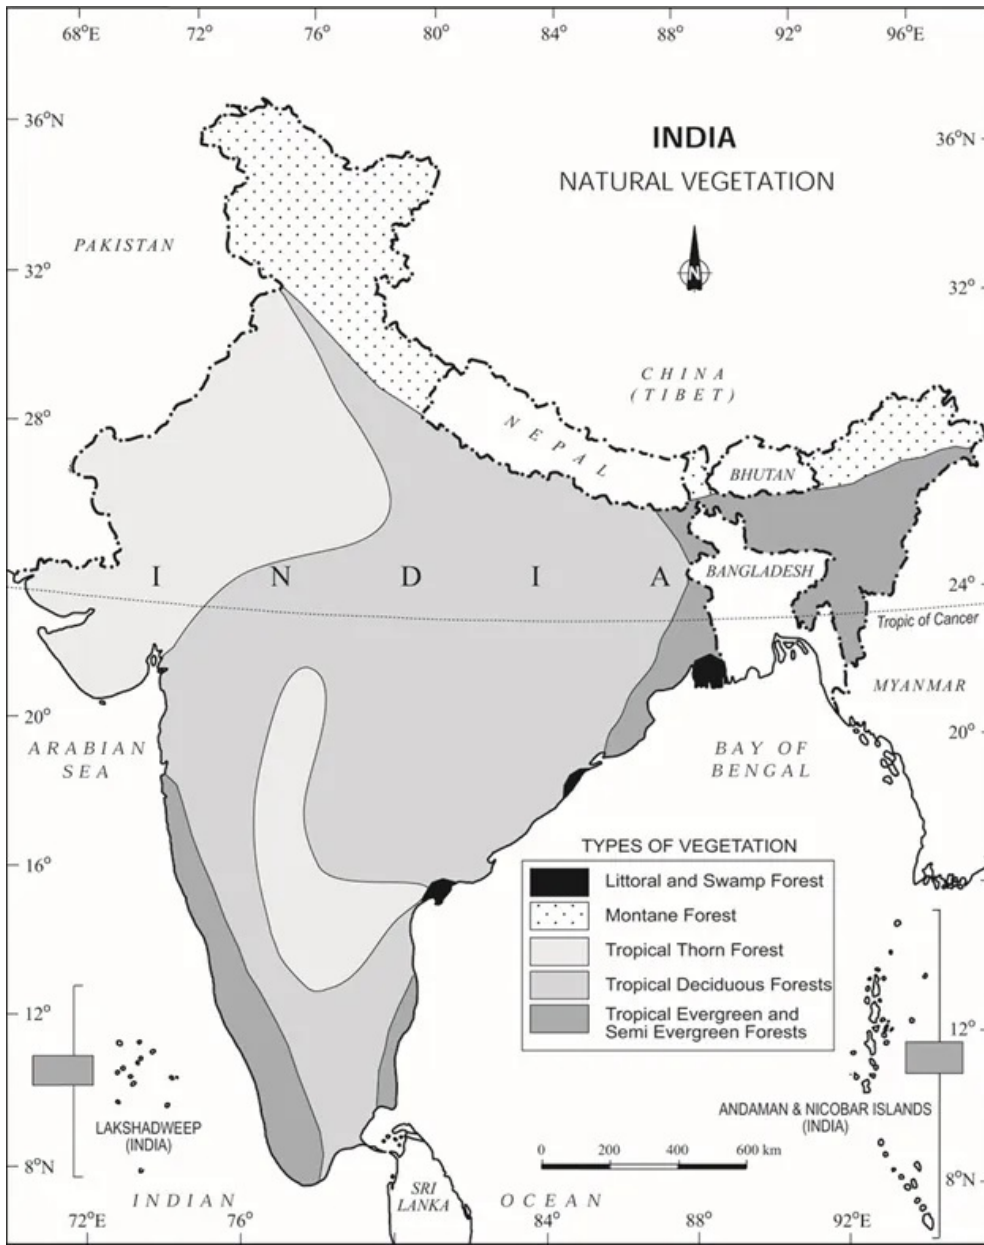 68°E 72° 76° 80° 84° 88° 92° 96°E
36°N
36°N
INDIA
NATURAL VEGETATION
PAKISTAN
N
32°
32°
CHINA
(TIBET)
28°
28°
NEPAL
BHUTAN
I N D I A
BANGLADESH
24°
Tropic of Cancer
MYANMAR
20°
20°
ARABIAN
SEA
BAY OF
BENGAL
TYPES OF VEGETATION
Littoral and Swamp Forest
Montane Forest
Tropical Thorn Forest
Tropical Deciduous Forests
Tropical Evergreen and
Semi Evergreen Forests
16°
12°
12°
LAKSHADWEEP
(INDIA)
ANDAMAN & NICOBAR ISLANDS
(INDIA)
0 200 400 600 km
8°N
8°N
SRI
LANKA
INDIAN OCEAN
72°E 76° 84° 88° 92°E